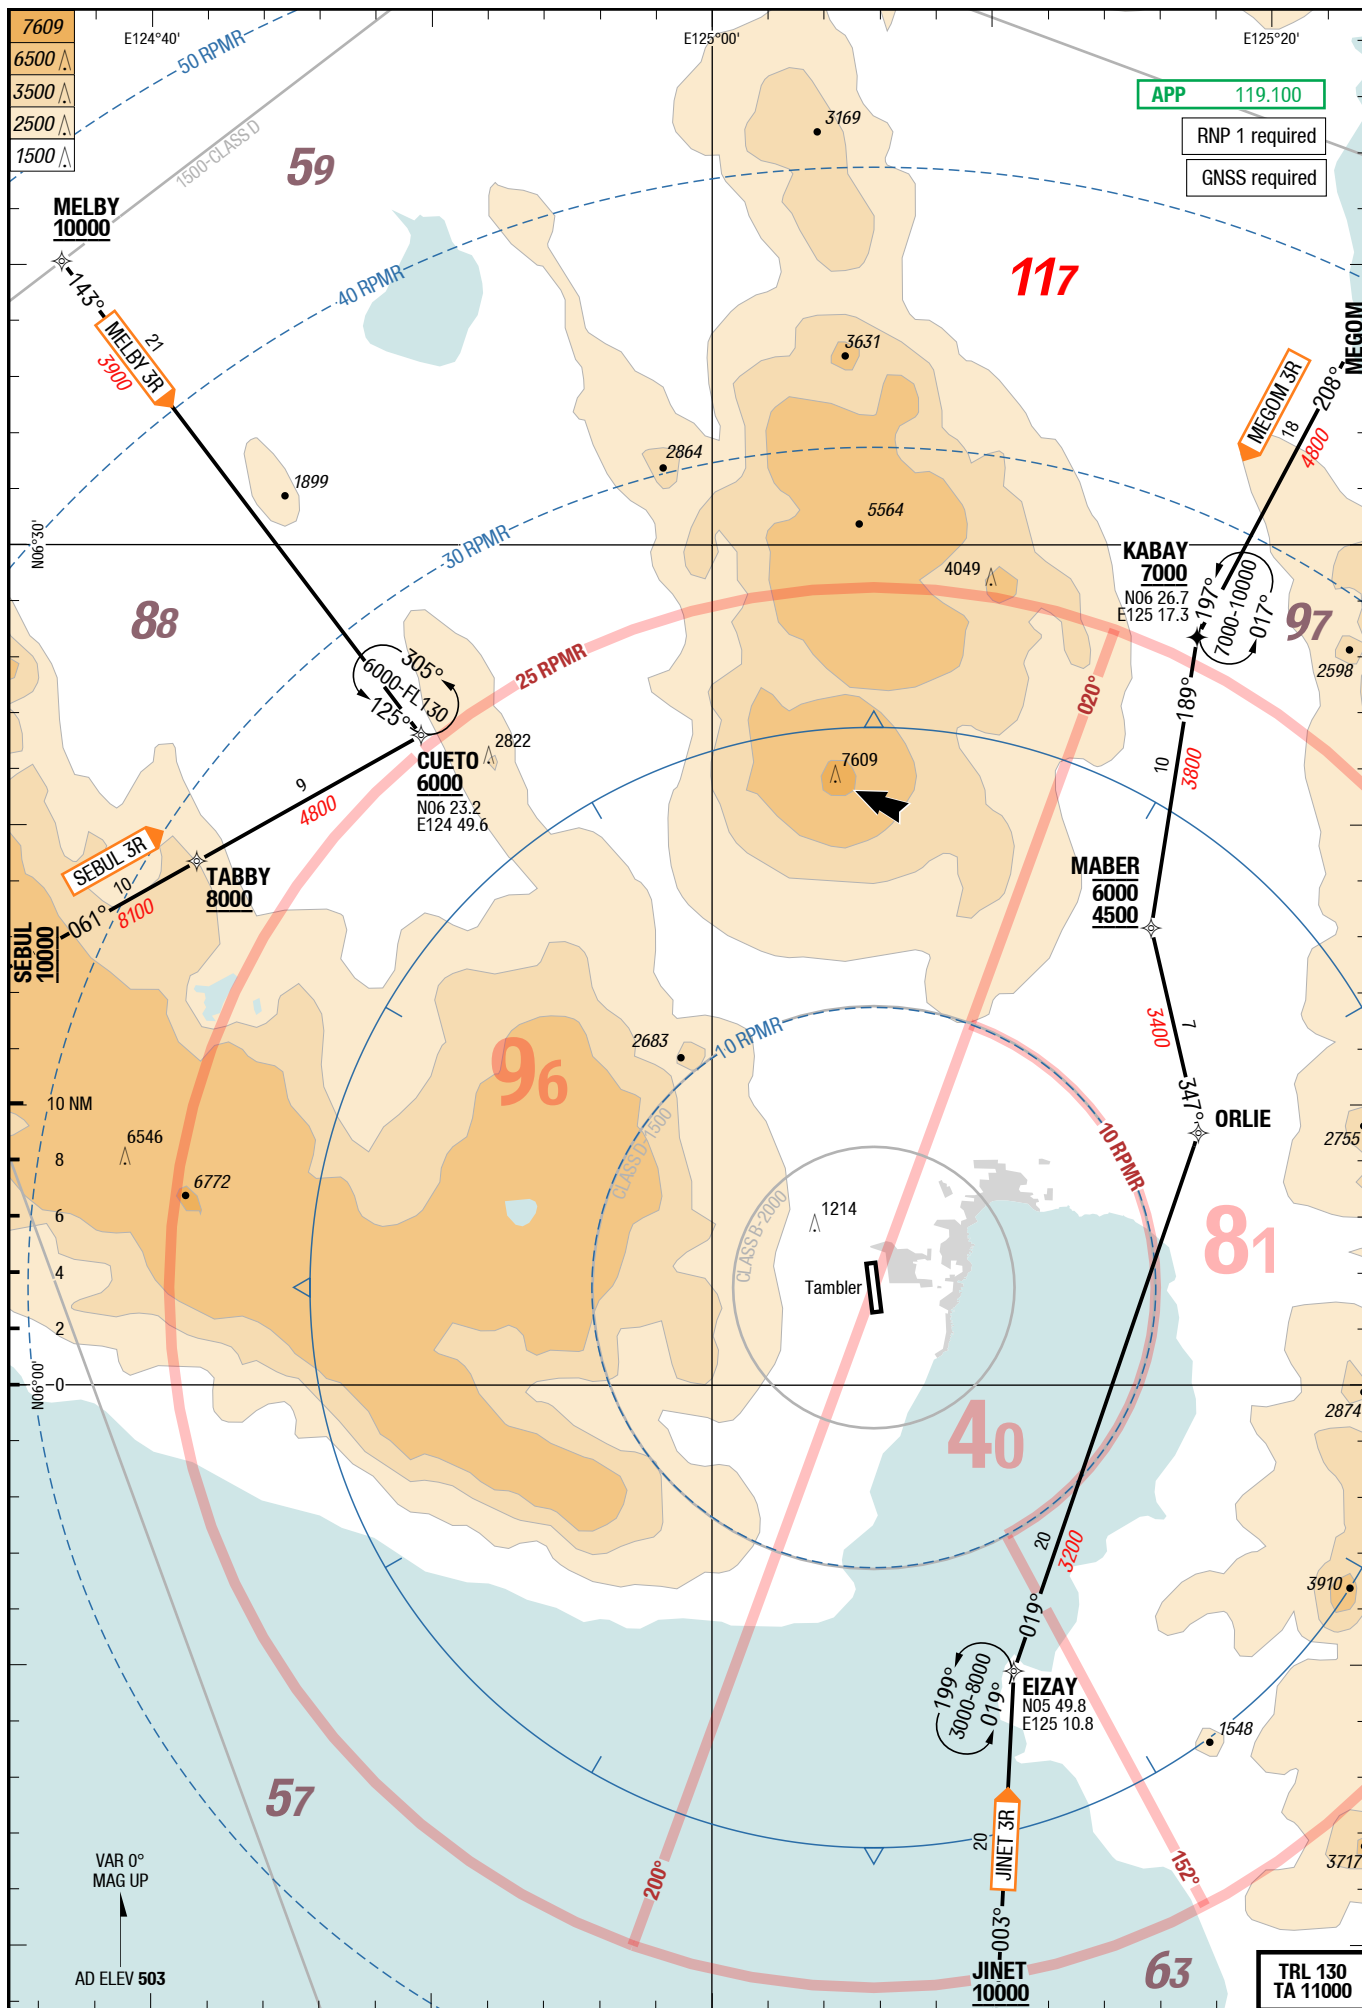 7609
6500
3500
2500
1500
E124°40'
E125°00'
E125°20'
50 RPMR
1500-CLASS D
59
APP 119.100
RNP 1 required
GNSS required
3169
MELBY
10000
143°
21
MELBY 3R
3900
40 RPMR
117
3631
MEGOM
208°
MEGOM 3R
18
4800
1899
2864
5564
30 RPMR
N06°30'
4049
KABAY
7000
N06 26.7
E125 17.3
197°
7000-10000
017°
97
2598
88
305°
6000-FL130
125°
25 RPMR
020°
189°
CUETO
6000
N06 23.2
E124 49.6
2822
7609
10
3800
9
4800
SEBUL 3R
TABBY
8000
10
061°
8100
SEBUL
10000
MABER
6000
4500
7
3400
347°
ORLIE
96
2683
10 RPMR
CLASS D-1500
10 RPMR
10 NM
8
6
4
2
0
6546
6772
2755
1214
CLASS B-2000
81
Tambler
N06°00'
2874
40
20
3200
019°
3910
199°
3000-8000
019°
EIZAY
N05 49.8
E125 10.8
1548
57
20
JINET 3R
200°
152°
3717
VAR 0°
MAG UP
003°
AD ELEV 503
JINET
10000
63
TRL 130
TA 11000